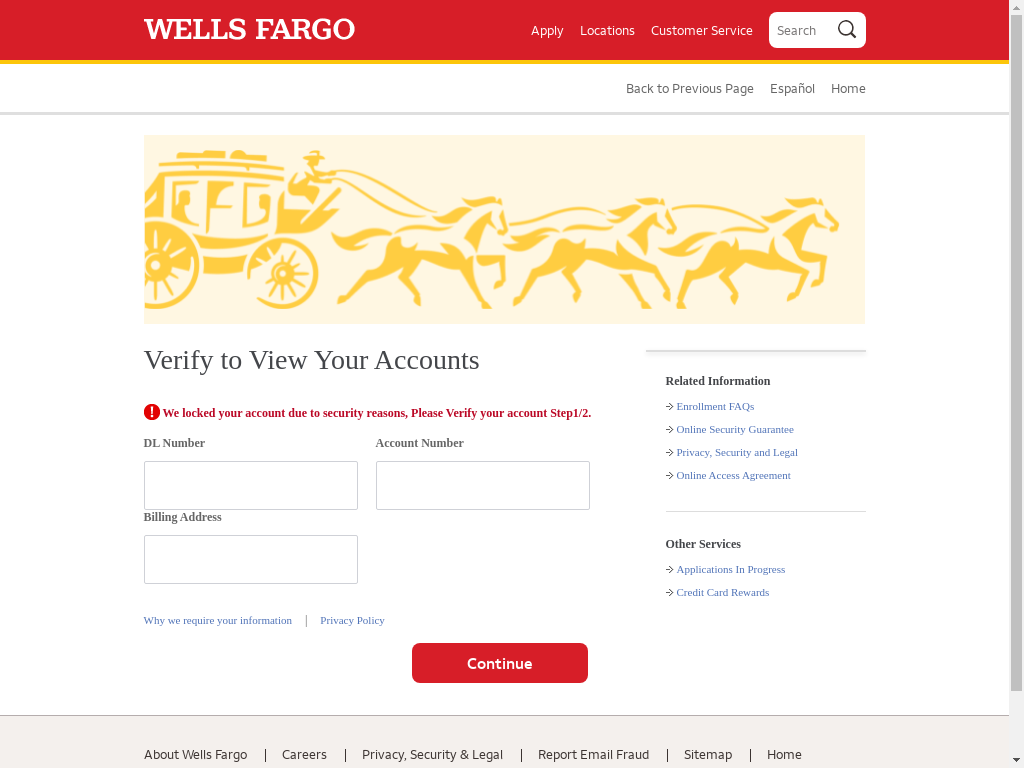 WELLS FARGO
Apply Locations Customer Service Search
Back to Previous Page Español Home
Verify to View Your Accounts
We locked your account due to security reasons, Please Verify your account Step1/2.
DL Number Account Number
Billing Address
Why we require your information | Privacy Policy
Continue
Related Information
Enrollment FAQs
Online Security Guarantee
Privacy, Security and Legal
Online Access Agreement
Other Services
Applications In Progress
Credit Card Rewards
About Wells Fargo | Careers | Privacy, Security & Legal | Report Email Fraud | Sitemap | Home